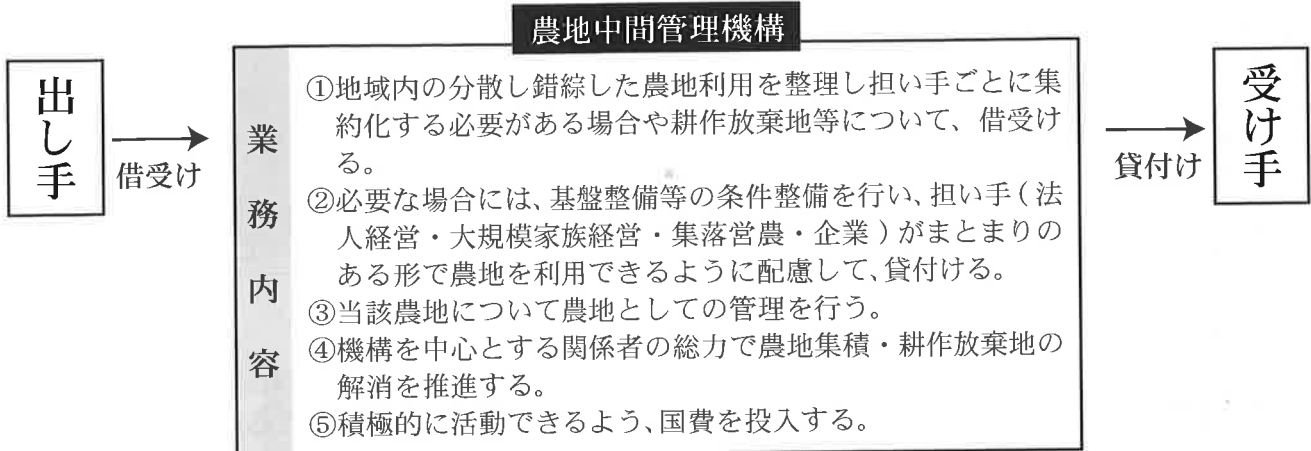 農地中間管理機構
出し手
借受け
業務内容
①地域内の分散し錯綜した農地利用を整理し担い手ごとに集
約化する必要がある場合や耕作放棄地等について、借受け
る。
②必要な場合には、基盤整備等の条件整備を行い、担い手(法
人経営・大規模家族経営・集落営農・企業)がまとまりの
ある形で農地を利用できるように配慮して、貸付ける。
③当該農地について農地としての管理を行う。
④機構を中心とする関係者の総力で農地集積・耕作放棄地の
解消を推進する。
⑤積極的に活動できるよう、国費を投入する。
貸付け
受け手